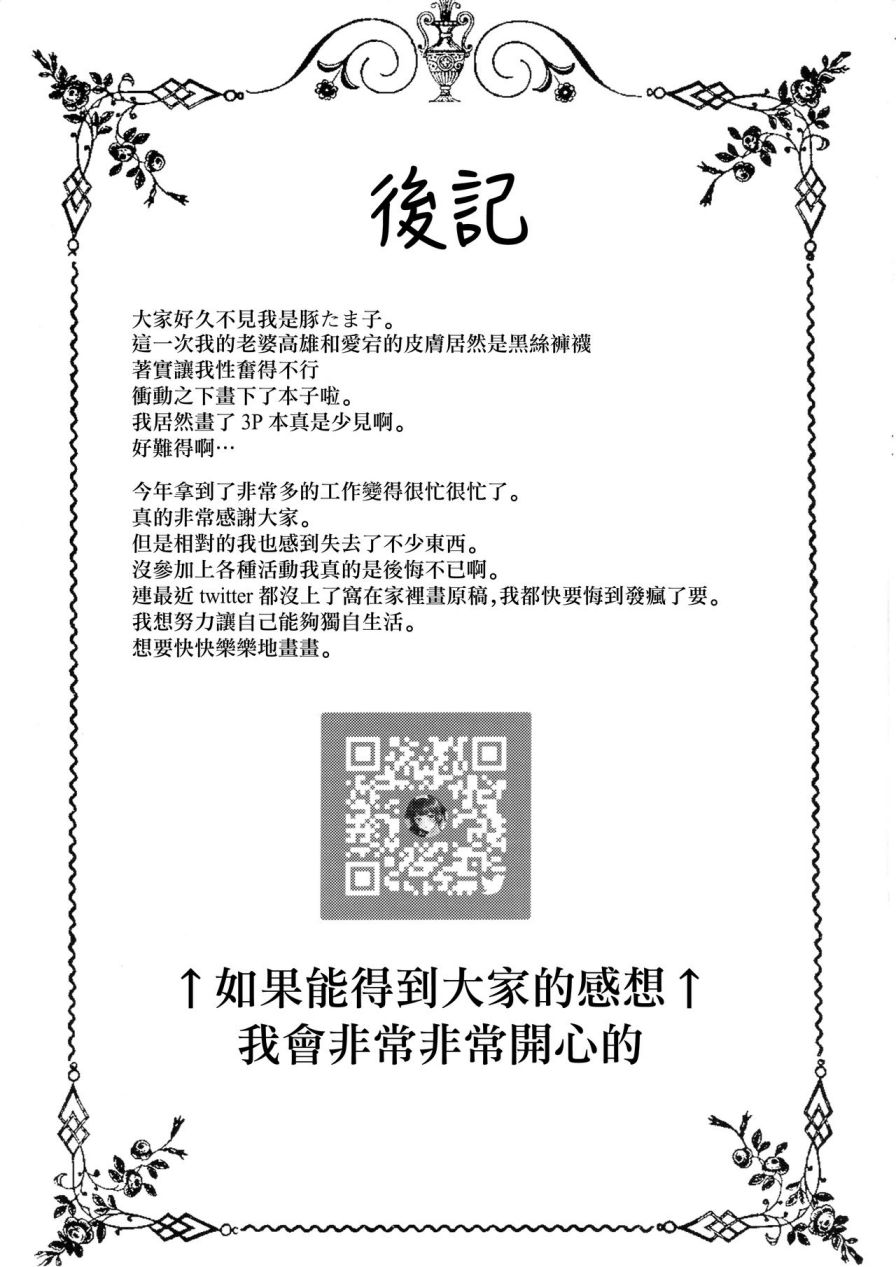 後記
大家好久不見我是豚たま子。
這一次我的老婆高雄和愛宕的皮膚居然是黑絲褲襪
著實讓我性奮得不行
衝動之下畫下了本子啦。
我居然畫了 3P 本真是少見啊。
好難得啊⋯
今年拿到了非常多的工作變得很忙很忙了。
真的非常感謝大家。
但是相對的我也感到失去了不少東西。
沒參加上各種活動我真的是後悔不已啊。
連最近 twitter 都沒上了窩在家裡畫原稿,我都快要悔到發瘋了要。
我想努力讓自己能夠獨自生活。
想要快快樂樂地畫畫。
↑如果能得到大家的感想↑
我會非常非常開心的